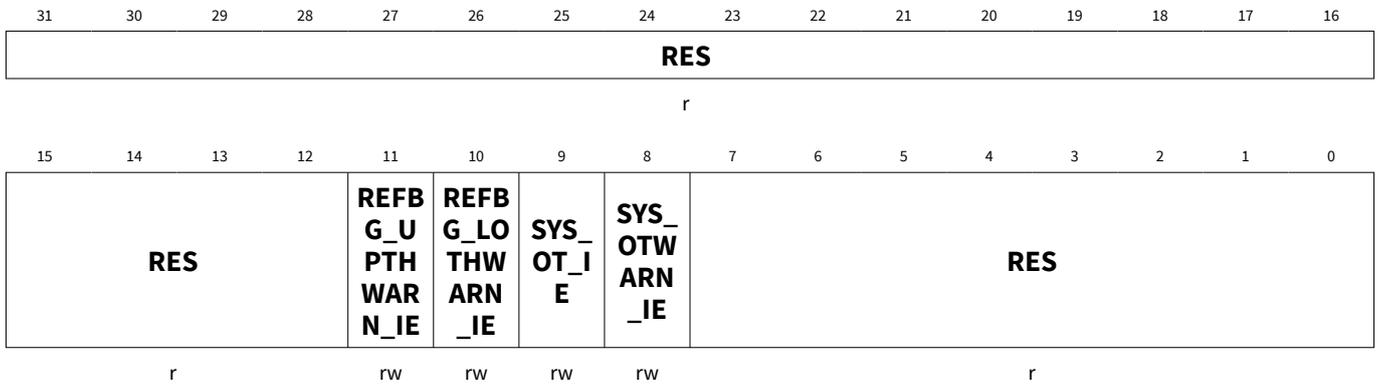 31 30 29 28 27 26 25 24 23 22 21 20 19 18 17 16
RES
r
15 14 13 12 11 10 9 8 7 6 5 4 3 2 1 0
RES
REFB
G_U
PTH
WAR
N_IE
REFB
G_LO
THW
ARN
_IE
SYS_
OT_I
E
SYS_
OTW
ARN
_IE
RES
r rw rw rw rw r